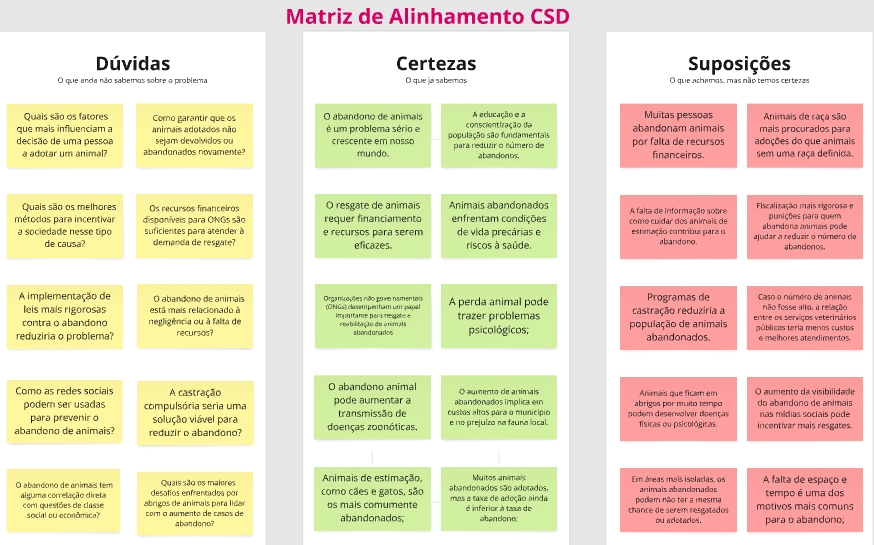 Matriz de Alinhamento CSD
Dúvidas
O que anda não sabemos sobre o problema
Quais são os fatores
que mais influenciam a
decisão de uma pessoa
a adotar um animal?
Como garantir que os
animais adotados não
sejam devolvidos ou
abandonados novamente?
Quais são os melhores
métodos para incentivar
a sociedade nesse tipo
de causa?
Os recursos financeiros
disponíveis para ONGs são
suficientes para atender à
demanda de resgate?
A implementação de
leis mais rigorosas
contra o abandono
reduziria o problema?
O abandono de animais
está mais relacionado à
negligência ou à falta de
recursos?
Como as redes sociais
podem ser usadas
para prevenir o
abandono de animais?
A castração
compulsória seria uma
solução viável para
reduzir o abandono?
O abandono de animais tem
alguma correlação direta
com questões de classe
social ou econômica?
Quais são os maiores
desafios enfrentados por
abrigos de animais para lidar
com o aumento de casos de
abandono?
Certezas
O que já sabemos
O abandono de animais
é um problema sério e
crescente em nosso
mundo.
A educação e a
conscientização da
população são fundamentais
para reduzir o número de
abandonos.
O resgate de animais
requer financiamento
e recursos para serem
eficazes.
Animais abandonados
enfrentam condições
de vida precárias e
riscos à saúde.
Organizações não governamentais
(ONGs) desempenham um papel
importante para resgate e
reabilitação de animais
abandonados
A perda animal pode
trazer problemas
psicológicos;
O abandono animal
pode aumentar a
transmissão de
doenças zoonóticas.
O aumento de animais
abandonados implica em
custos altos para o município
e no prejuízo na fauna local.
Animais de estimação,
como cães e gatos, são
os mais comumente
abandonados;
Muitos animais
abandonados são adotados,
mas a taxa de adoção ainda
é inferior à taxa de
abandono;
Suposições
O que achamos, mas não temos certezas
Muitas pessoas
abandonam animais
por falta de recursos
financeiros.
Animais de raça são
mais procurados para
adoções do que animais
sem uma raça definida.
A falta de informação sobre
como cuidar dos animais de
estimação contribui para o
abandono.
Fiscalização mais rigorosa e
punições para quem
abandona animais pode
ajudar a reduzir o número de
abandonos.
Programas de
castração reduziria a
população de animais
abandonados.
Caso o número de animais
não fosse alto, a relação
entre os serviços veterinários
públicos teria menos custos
e melhores atendimentos.
Animais que ficam em
abrigos por muito tempo
podem desenvolver doenças
físicas ou psicológicas.
O aumento da visibilidade
do abandono de animais
nas mídias sociais pode
incentivar mais resgates.
Em áreas mais isoladas, os
animais abandonados
podem não ter a mesma
chance de serem resgatados
ou adotados.
A falta de espaço e
tempo é uma dos
motivos mais comuns
para o abandono;